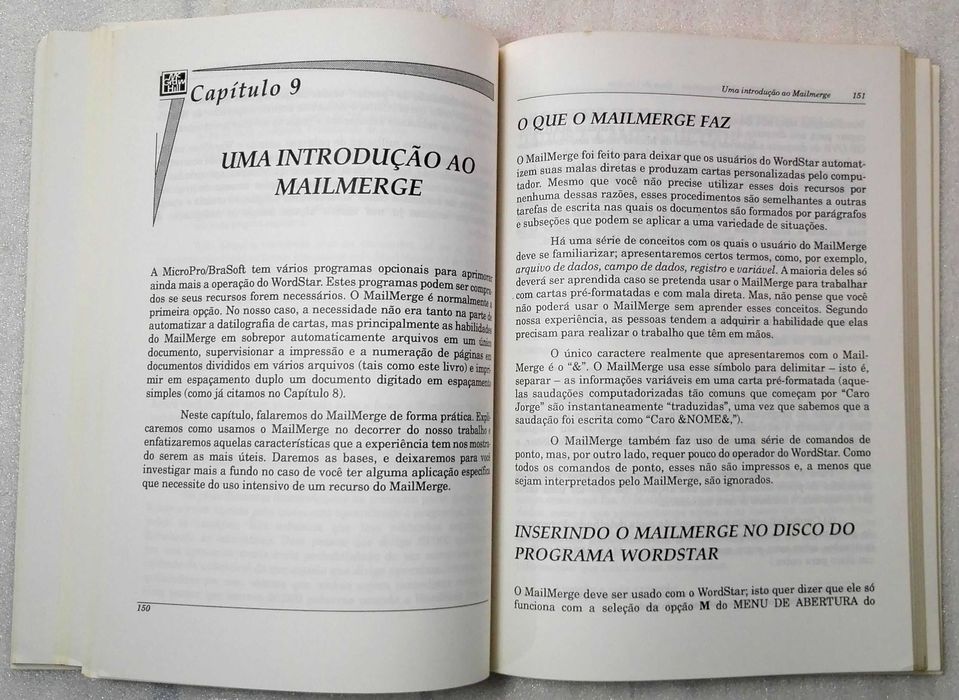 Mc
Graw
Hill
Capítulo 9
UMA INTRODUÇÃO AO
MAILMERGE
A MicroPro/BraSoft tem vários programas opcionais para aprimorar
ainda mais a operação do WordStar. Estes programas podem ser compra-
dos se seus recursos forem necessários. O MailMerge é normalmente a
primeira opção. No nosso caso, a necessidade não era tanto na parte de
automatizar a datilografia de cartas, mas principalmente as habilidades
do MailMerge em sobrepor automaticamente arquivos em um único
documento, supervisionar a impressão e a numeração de páginas em
documentos divididos em vários arquivos (tais como este livro) e impri-
mir em espaçamento duplo um documento digitado em espaçamento
simples (como já citamos no Capítulo 8).
Neste capítulo, falaremos do MailMerge de forma prática. Expli-
caremos como usamos o MailMerge no decorrer do nosso trabalho e
enfatizaremos aquelas características que a experiência tem nos mostra-
do serem as mais úteis. Daremos as bases, e deixaremos para você
investigar mais a fundo no caso de você ter alguma aplicação específica
que necessite do uso intensivo de um recurso do MailMerge.
150
Uma introdução ao Mailmerge 151
O QUE O MAILMERGE FAZ
O MailMerge foi feito para deixar que os usuários do WordStar automat-
izem suas malas diretas e produzam cartas personalizadas pelo compu-
tador. Mesmo que você não precise utilizar esses dois recursos por
nenhuma dessas razões, esses procedimentos são semelhantes a outras
tarefas de escrita nas quais os documentos são formados por parágrafos
e subseções que podem se aplicar a uma variedade de situações.
Há uma série de conceitos com os quais o usuário do MailMerge
deve se familiarizar; apresentaremos certos termos, como, por exemplo,
arquivo de dados, campo de dados, registro e variável. A maioria deles só
deverá ser aprendida caso se pretenda usar o MailMerge para trabalhar
com cartas pré-formatadas e com mala direta. Mas, não pense que você
não poderá usar o MailMerge sem aprender esses conceitos. Segundo
nossa experiência, as pessoas tendem a adquirir a habilidade que elas
precisam para realizar o trabalho que têm em mãos.
O único caractere realmente que apresentaremos com o Mail-
Merge é o "&". O MailMerge usa esse símbolo para delimitar – isto é,
separar – as informações variáveis em uma carta pré-formatada (aque-
las saudações computadorizadas tão comuns que começam por "Caro
Jorge" são instantaneamente "traduzidas", uma vez que sabemos que a
saudação foi escrita como "Caro &NOME&,").
O MailMerge também faz uso de uma série de comandos de
ponto, mas, por outro lado, requer pouco do operador do WordStar. Como
todos os comandos de ponto, esses não são impressos e, a menos que
sejam interpretados pelo MailMerge, são ignorados.
INSERINDO O MAILMERGE NO DISCO DO
PROGRAMA WORDSTAR
O MailMerge deve ser usado com o WordStar; isto quer dizer que ele só
funciona com a seleção da opção M do MENU DE ABERTURA do